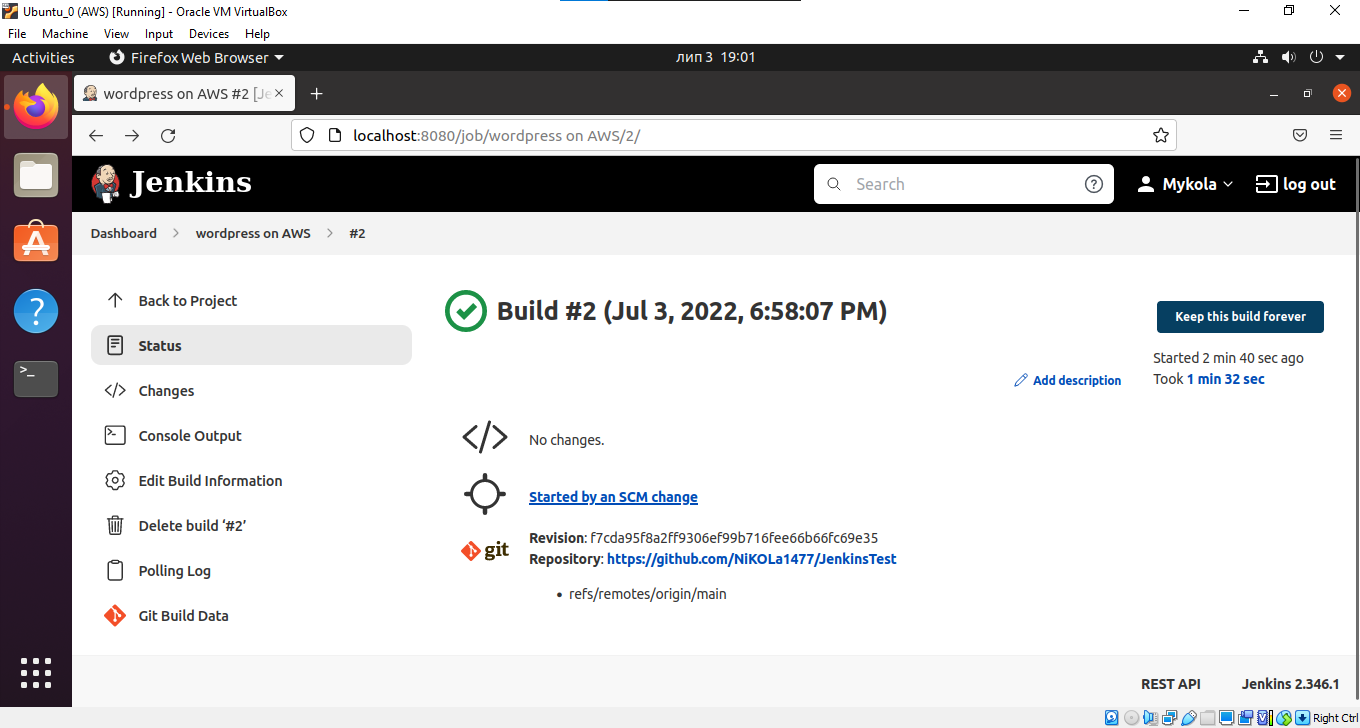 Ubuntu_0 (AWS) [Running] - Oracle VM VirtualBox
File Machine View Input Devices Help
Activities Firefox Web Browser лип 3 19:01
wordpress on AWS #2 [Je
localhost:8080/job/wordpress on AWS/2/
Jenkins Search Mykola log out
Dashboard wordpress on AWS #2
Back to Project
Status
Changes
Console Output
Edit Build Information
Delete build ‘#2’
Polling Log
Git Build Data
Build #2 (Jul 3, 2022, 6:58:07 PM)
Keep this build forever
Started 2 min 40 sec ago
Took 1 min 32 sec
Add description
No changes.
Started by an SCM change
git
Revision: f7cda95f8a2ff9306ef99b716fee66b66fc69e35
Repository: https://github.com/NiKOLa1477/JenkinsTest
• refs/remotes/origin/main
REST API Jenkins 2.346.1
Right Ctrl